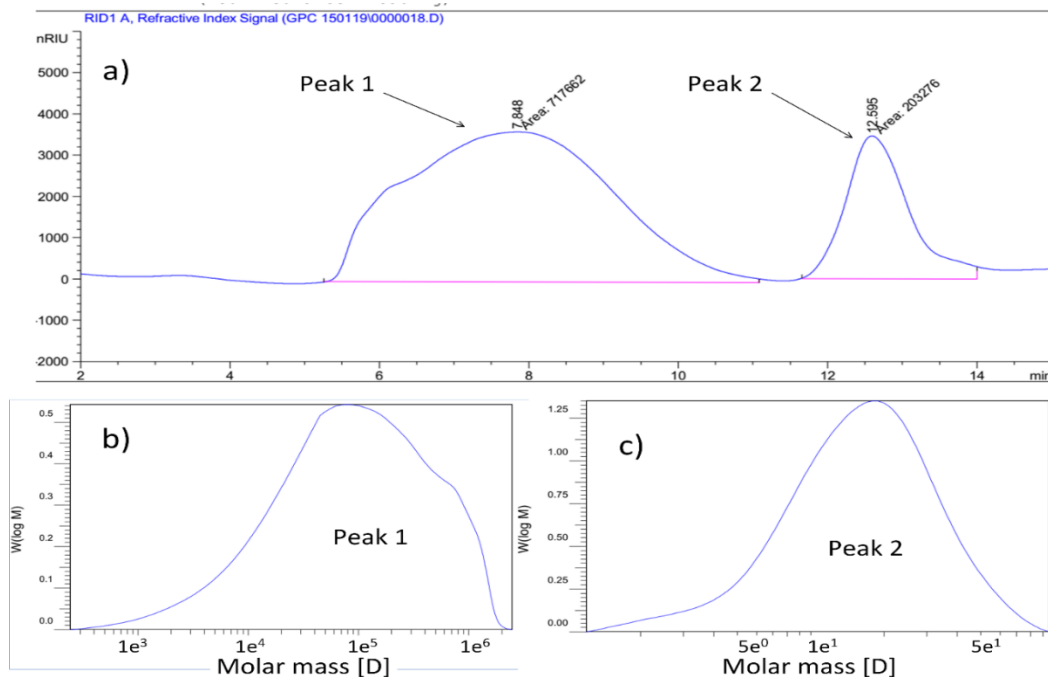 RID1 A, Refractive Index Signal (GPC 150119\0000018.D)
nRIU
a)
Peak 1
Peak 2
7.848
Area: 717662
12.595
Area: 203276
5000
4000
3000
2000
1000
0
-1000
-2000
2 4 6 8 10 12 14 min
b)
Peak 1
W(log M)
0.5
0.4
0.3
0.2
0.1
0.0
1e³ 1e⁴ 1e⁵ 1e⁶
Molar mass [D]
c)
Peak 2
W(log M)
1.25
1.00
0.75
0.50
0.25
0.00
5e⁰ 1e¹ 5e¹
Molar mass [D]